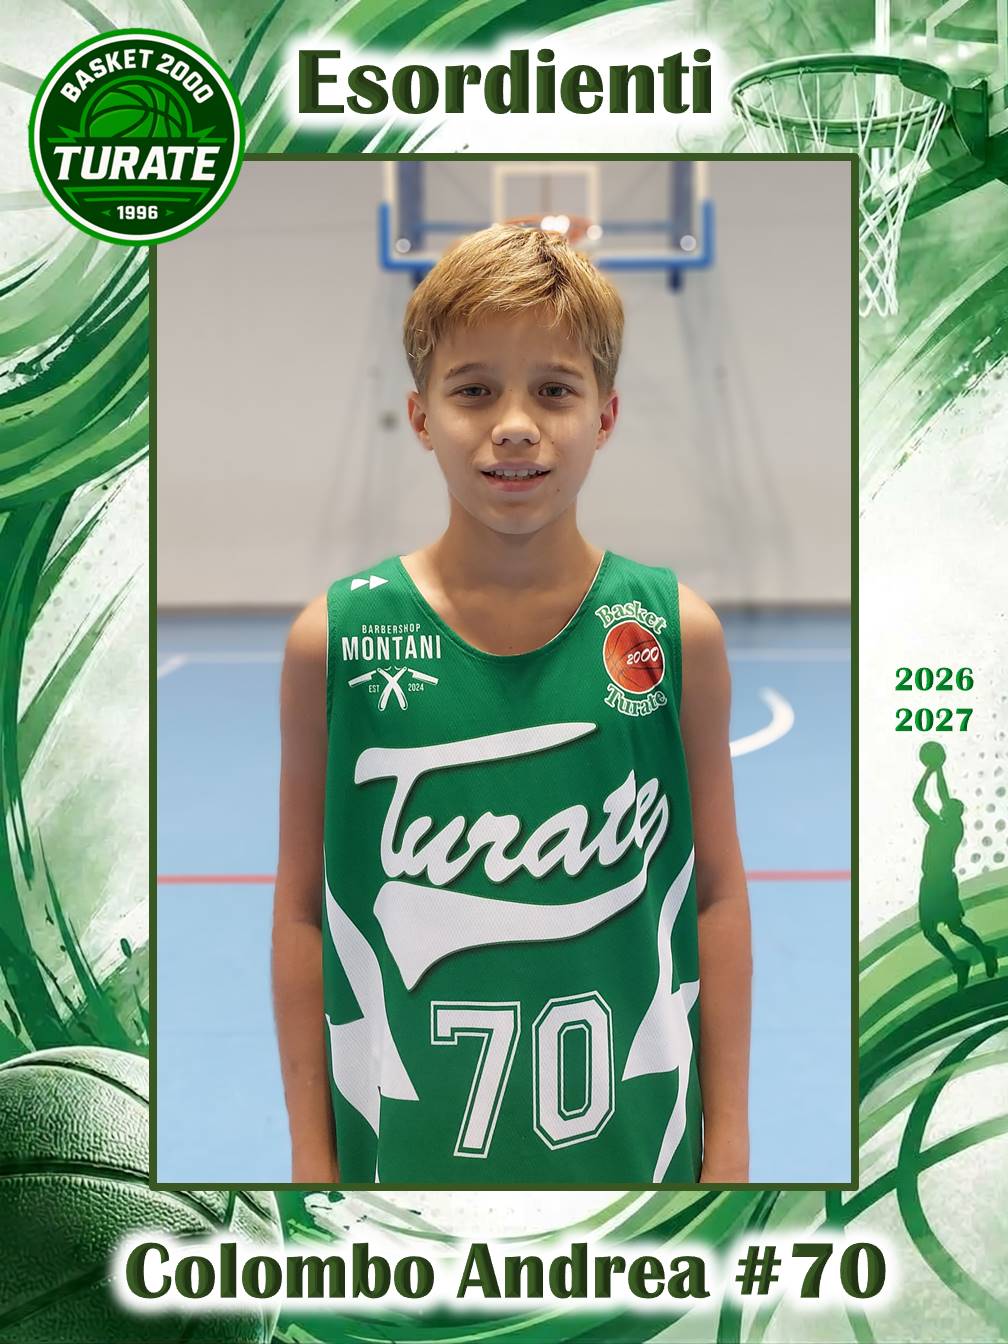 BASKET 2000
TURATE
1996
Esordienti
BARBERSHOP
MONTANI
EST 2024
Basket
2000
Turate
Turate
70
2026
2027
Colombo Andrea #70